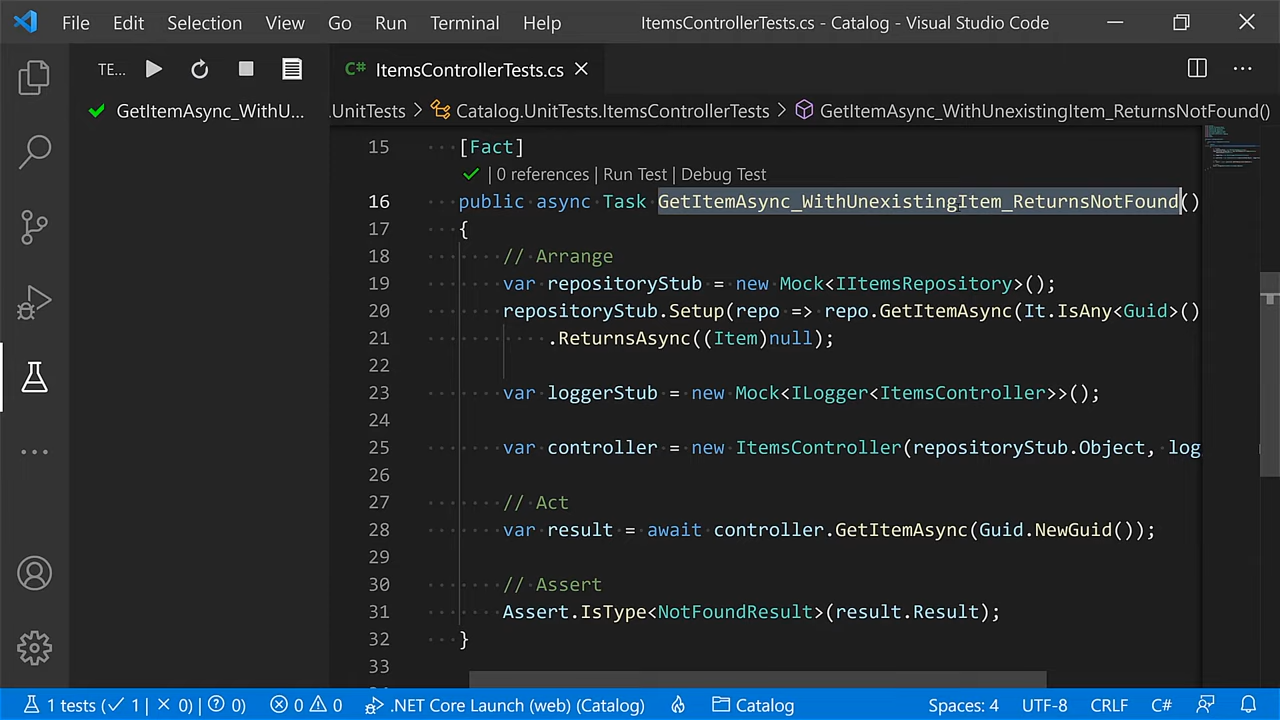 File Edit Selection View Go Run Terminal Help ItemsControllerTests.cs - Catalog - Visual Studio Code
TE... C# ItemsControllerTests.cs
GetItemAsync_WithU... .UnitTests > Catalog.UnitTests.ItemsControllerTests > GetItemAsync_WithUnexistingItem_ReturnsNotFound()
15 [Fact]
| 0 references | Run Test | Debug Test
16 public async Task GetItemAsync_WithUnexistingItem_ReturnsNotFound()
17 {
18 // Arrange
19 var repositoryStub = new Mock<IItemsRepository>();
20 repositoryStub.Setup(repo => repo.GetItemAsync(It.IsAny<Guid>()
21 .ReturnsAsync((Item)null);
22
23 var loggerStub = new Mock<ILogger<ItemsController>>();
24
25 var controller = new ItemsController(repositoryStub.Object, log
26
27 // Act
28 var result = await controller.GetItemAsync(Guid.NewGuid());
29
30 // Assert
31 Assert.IsType<NotFoundResult>(result.Result);
32 }
33
1 tests (✓ 1 | ✕ 0) | (? 0) 0 0 .NET Core Launch (web) (Catalog) Catalog Spaces: 4 UTF-8 CRLF C#